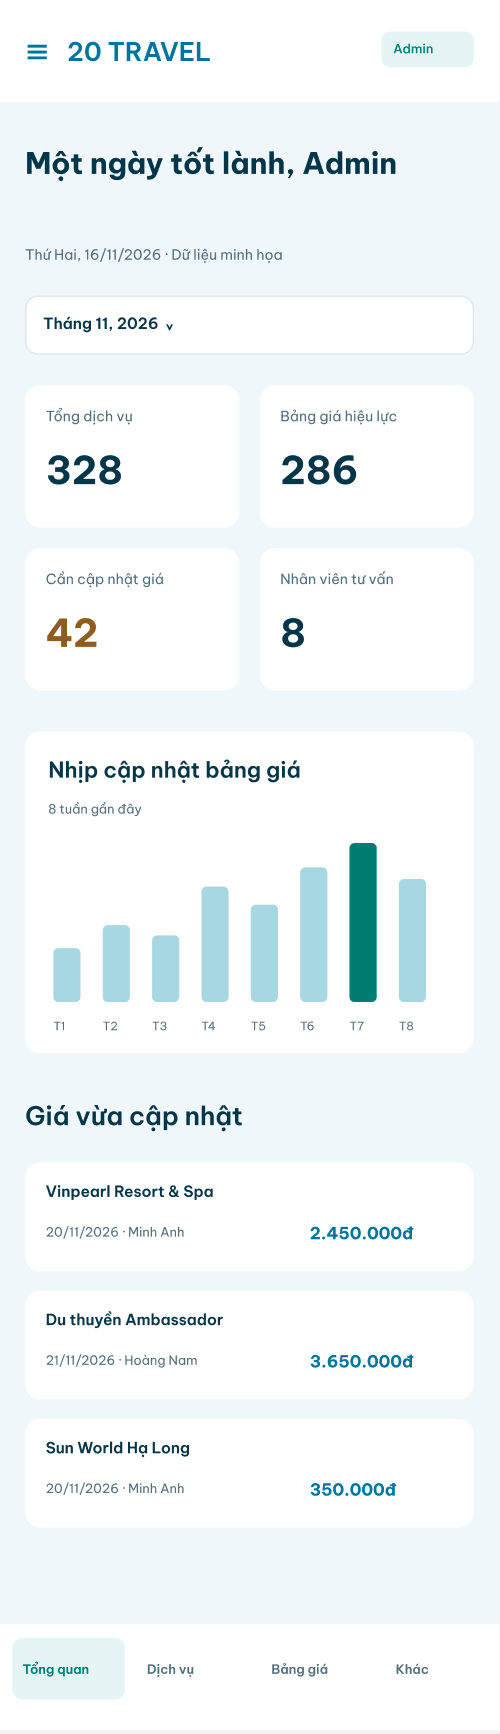 20 TRAVEL
Admin
Một ngày tốt lành, Admin
Thứ Hai, 16/11/2026 · Dữ liệu minh họa
Tháng 11, 2026
Tổng dịch vụ
328
Bảng giá hiệu lực
286
Cần cập nhật giá
42
Nhân viên tư vấn
8
Nhịp cập nhật bảng giá
8 tuần gần đây
T1 T2 T3 T4 T5 T6 T7 T8
Giá vừa cập nhật
Vinpearl Resort & Spa
20/11/2026 · Minh Anh 2.450.000đ
Du thuyền Ambassador
21/11/2026 · Hoàng Nam 3.650.000đ
Sun World Hạ Long
20/11/2026 · Minh Anh 350.000đ
Tổng quan Dịch vụ Bảng giá Khác